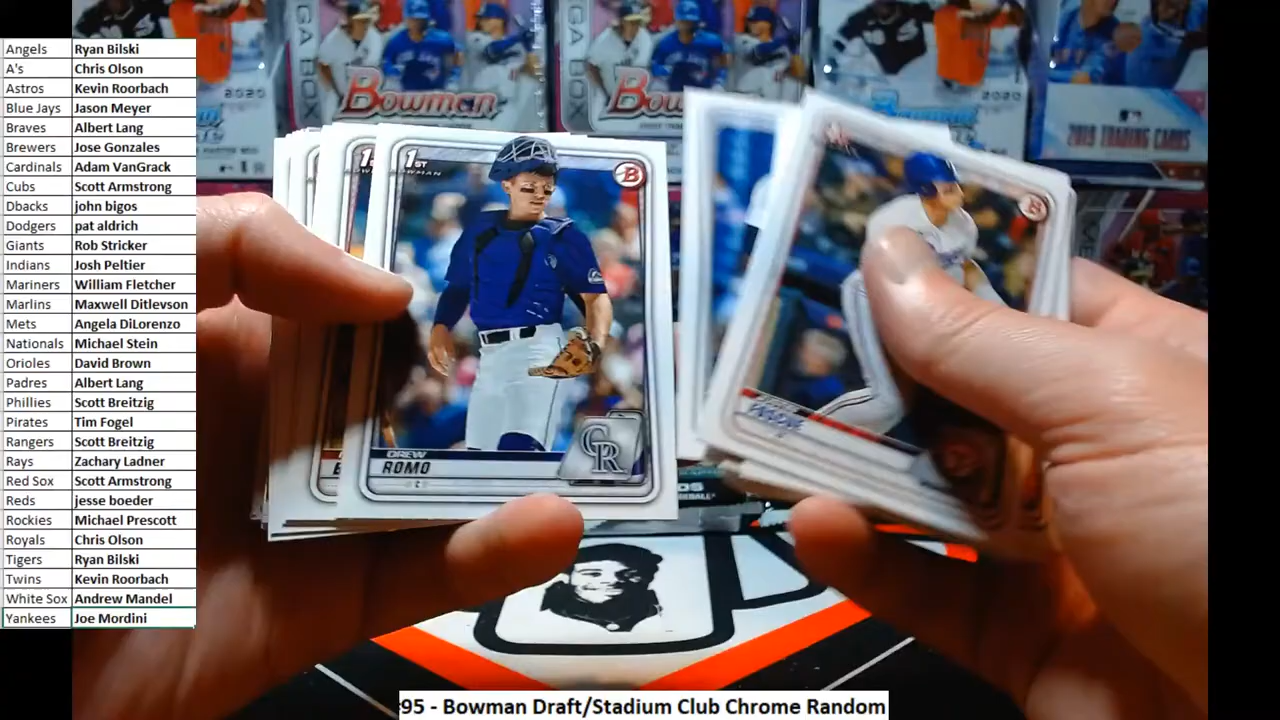 Angels Ryan Bilski
A's Chris Olson
Astros Kevin Roorbach
Blue Jays Jason Meyer
Braves Albert Lang
Brewers Jose Gonzales
Cardinals Adam VanGrack
Cubs Scott Armstrong
Dbacks john bigos
Dodgers pat aldrich
Giants Rob Stricker
Indians Josh Peltier
Mariners William Fletcher
Marlins Maxwell Ditlevson
Mets Angela DiLorenzo
Nationals Michael Stein
Orioles David Brown
Padres Albert Lang
Phillies Scott Breitzig
Pirates Tim Fogel
Rangers Scott Breitzig
Rays Zachary Ladner
Red Sox Scott Armstrong
Reds jesse boeder
Rockies Michael Prescott
Royals Chris Olson
Tigers Ryan Bilski
Twins Kevin Roorbach
White Sox Andrew Mandel
Yankees Joe Mordini
Bowman
2020
2020
2019 TRADING CARDS
1ST
BOWMAN
B
DREW
ROMO
C
CR
B
95 - Bowman Draft/Stadium Club Chrome Random